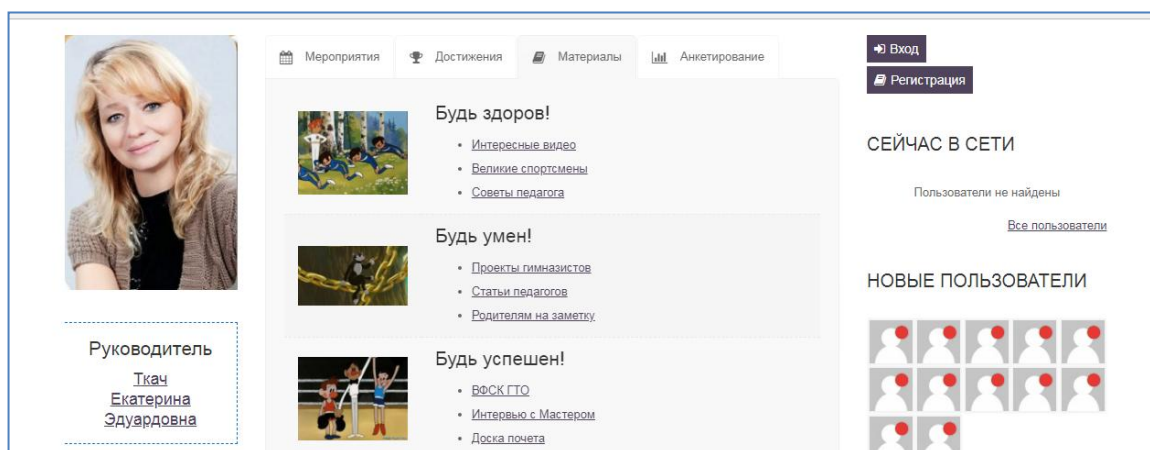 Мероприятия
Достижения
Материалы
Анкетирование
Будь здоров!
Интересные видео
Великие спортсмены
Советы педагога
Будь умен!
Проекты гимназистов
Статьи педагогов
Родителям на заметку
Будь успешен!
ВФСК ГТО
Интервью с Мастером
Доска почета
Руководитель
Ткач
Екатерина
Эдуардовна
Вход
Регистрация
СЕЙЧАС В СЕТИ
Пользователи не найдены
Все пользователи
НОВЫЕ ПОЛЬЗОВАТЕЛИ